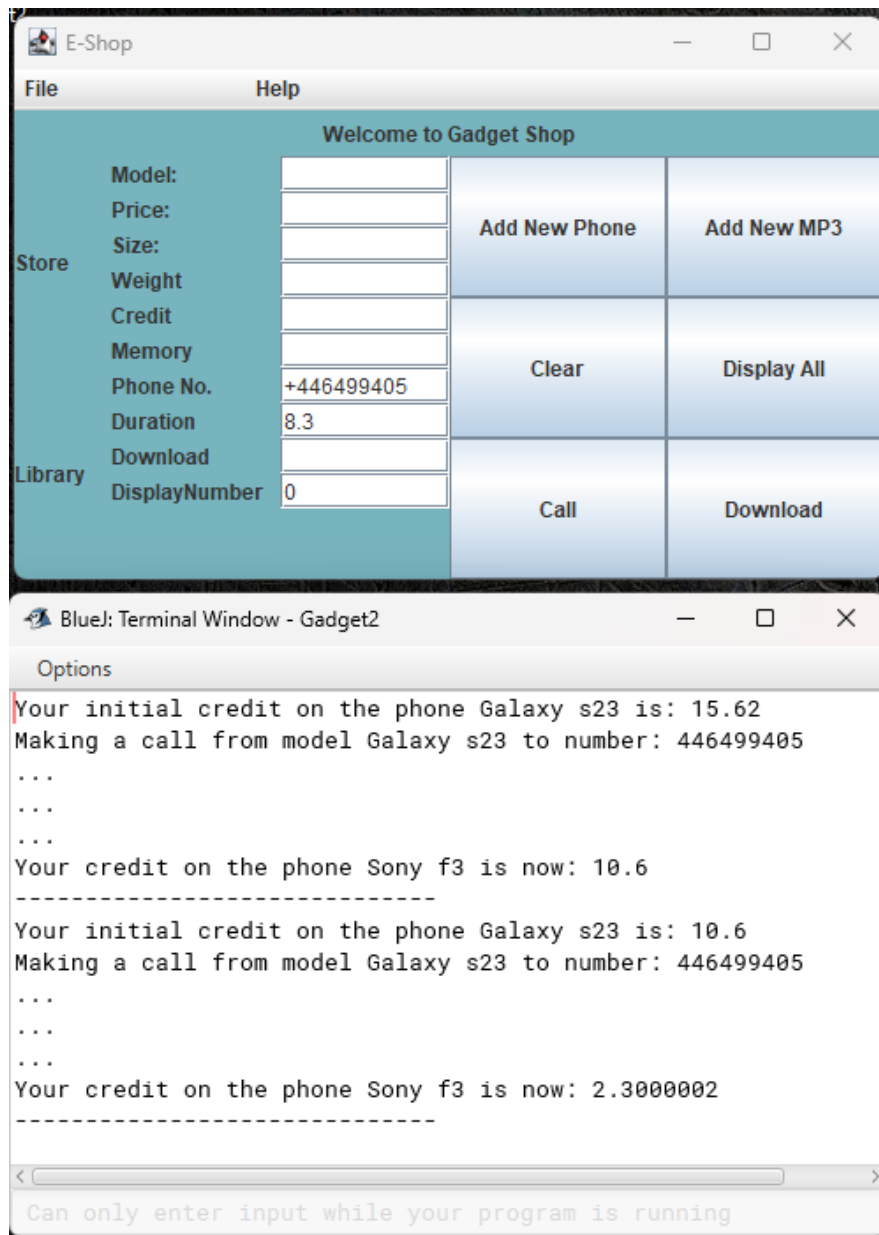 E-Shop
File Help
Welcome to Gadget Shop
Model:
Price:
Size:
Store
Weight
Credit
Memory
Phone No. +446499405
Duration 8.3
Download
Library
DisplayNumber 0
Add New Phone Add New MP3
Clear Display All
Call Download
BlueJ: Terminal Window - Gadget2
Options
Your initial credit on the phone Galaxy s23 is: 15.62
Making a call from model Galaxy s23 to number: 446499405
...
...
...
Your credit on the phone Sony f3 is now: 10.6
------------------------------
Your initial credit on the phone Galaxy s23 is: 10.6
Making a call from model Galaxy s23 to number: 446499405
...
...
...
Your credit on the phone Sony f3 is now: 2.3000002
------------------------------
Can only enter input while your program is running